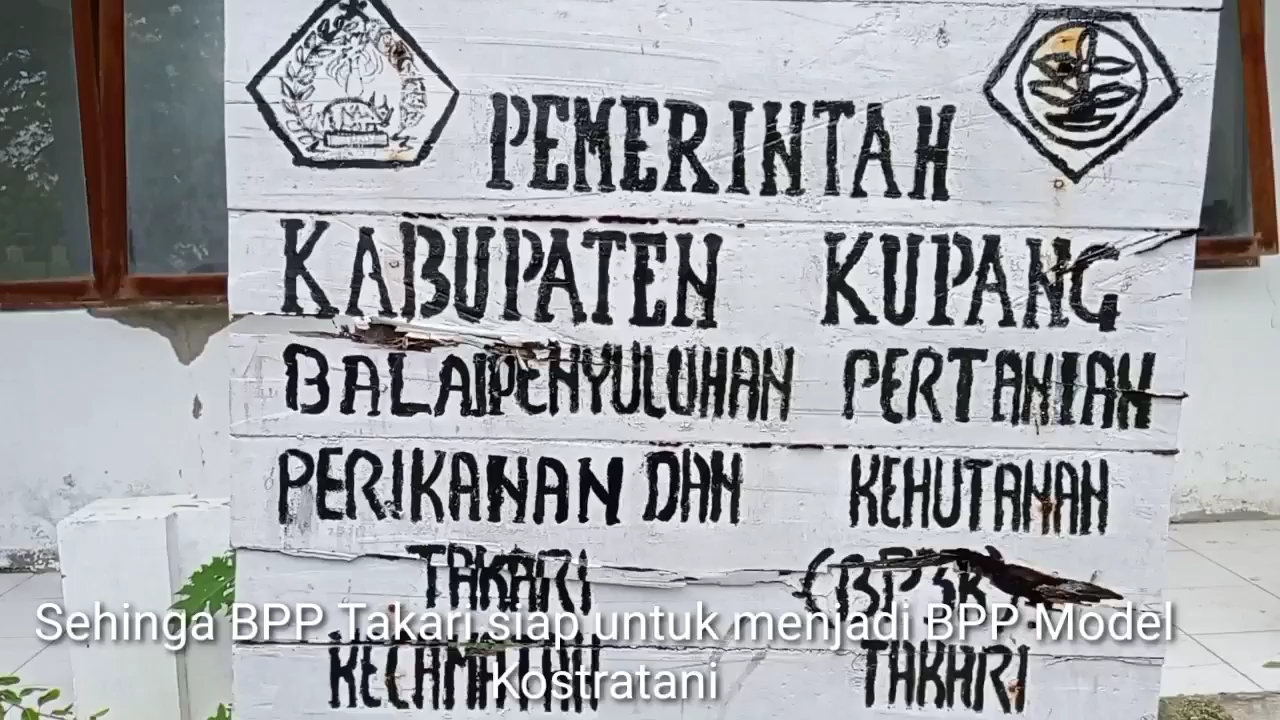 PEMERINTAH
KABUPATEN KUPANG
BALAI PENYULUHAN PERTANIAN
PERIKANAN DAN KEHUTANAN
TAKARI (BP3K)
KECAMATAN TAKARI
Sehinga BPP Takari siap untuk menjadi BPP Model
Kostratani